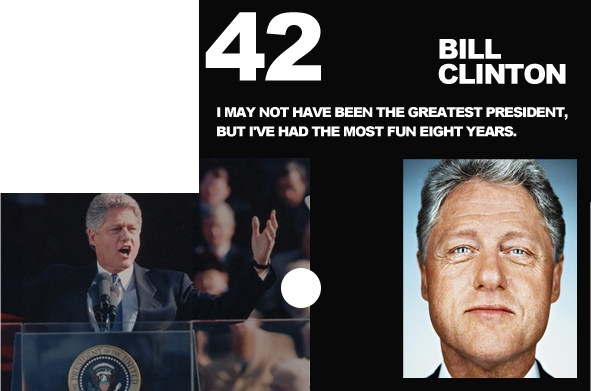 42
BILL
CLINTON
I MAY NOT HAVE BEEN THE GREATEST PRESIDENT,
BUT I'VE HAD THE MOST FUN EIGHT YEARS.